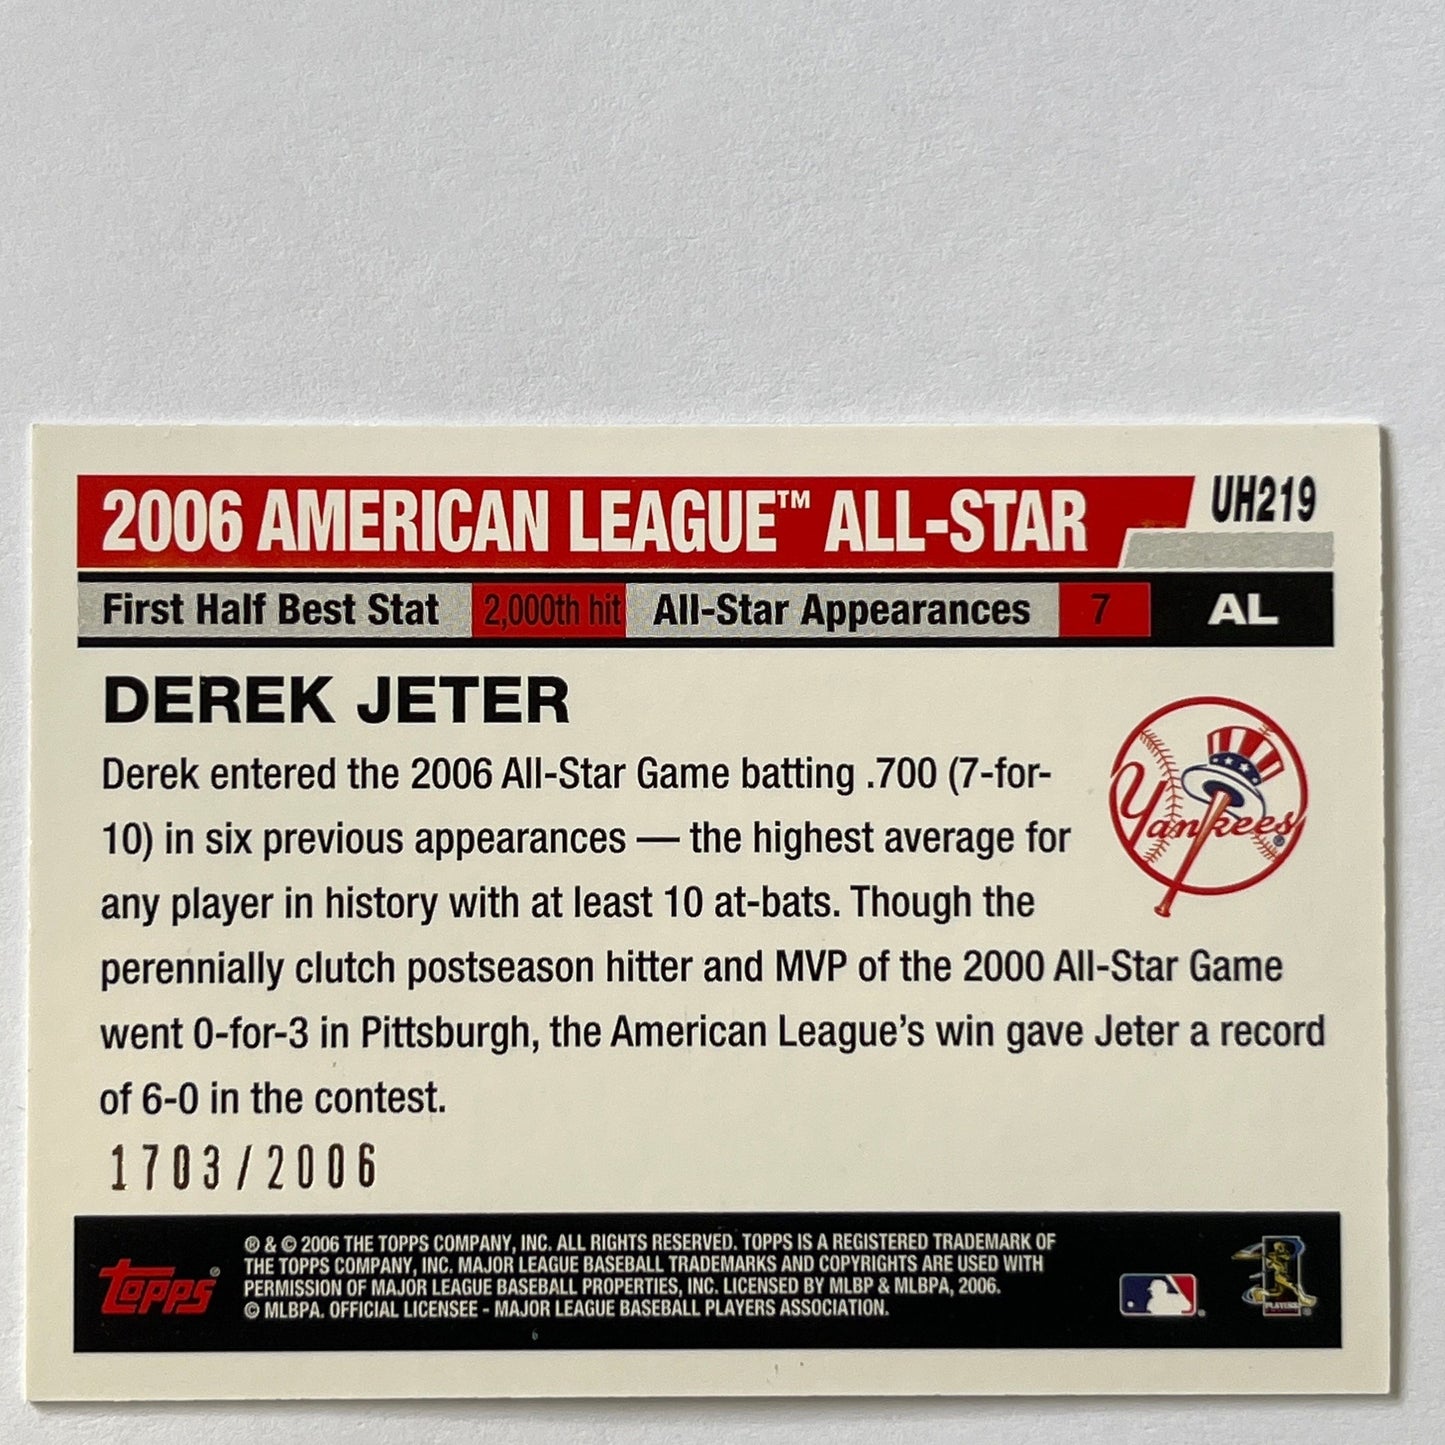 2006 AMERICAN LEAGUE™ ALL-STAR
UH219
First Half Best Stat 2,000th hit All-Star Appearances 7 AL
DEREK JETER
Derek entered the 2006 All-Star Game batting .700 (7-for-
10) in six previous appearances — the highest average for
any player in history with at least 10 at-bats. Though the
perennially clutch postseason hitter and MVP of the 2000 All-Star Game
went 0-for-3 in Pittsburgh, the American League's win gave Jeter a record
of 6-0 in the contest.
Yankees®
1703/2006
topps®
® & © 2006 THE TOPPS COMPANY, INC. ALL RIGHTS RESERVED. TOPPS IS A REGISTERED TRADEMARK OF
THE TOPPS COMPANY, INC. MAJOR LEAGUE BASEBALL TRADEMARKS AND COPYRIGHTS ARE USED WITH
PERMISSION OF MAJOR LEAGUE BASEBALL PROPERTIES, INC. LICENSED BY MLBP & MLBPA, 2006.
© MLBPA. OFFICIAL LICENSEE - MAJOR LEAGUE BASEBALL PLAYERS ASSOCIATION.
PLAYERS